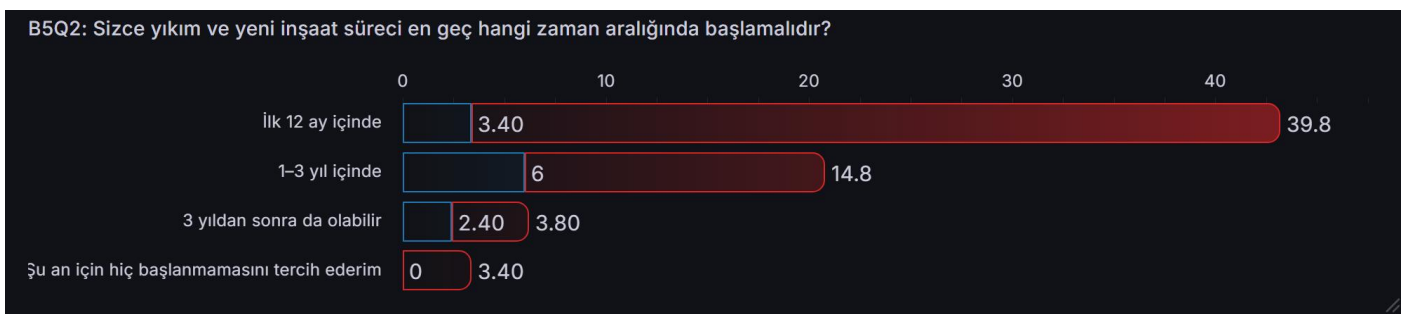 B5Q2: Sizce yıkım ve yeni inşaat süreci en geç hangi zaman aralığında başlamalıdır?
0 10 20 30 40
İlk 12 ay içinde 3.40 39.8
1–3 yıl içinde 6 14.8
3 yıldan sonra da olabilir 2.40 3.80
Şu an için hiç başlanmamasını tercih ederim 0 3.40